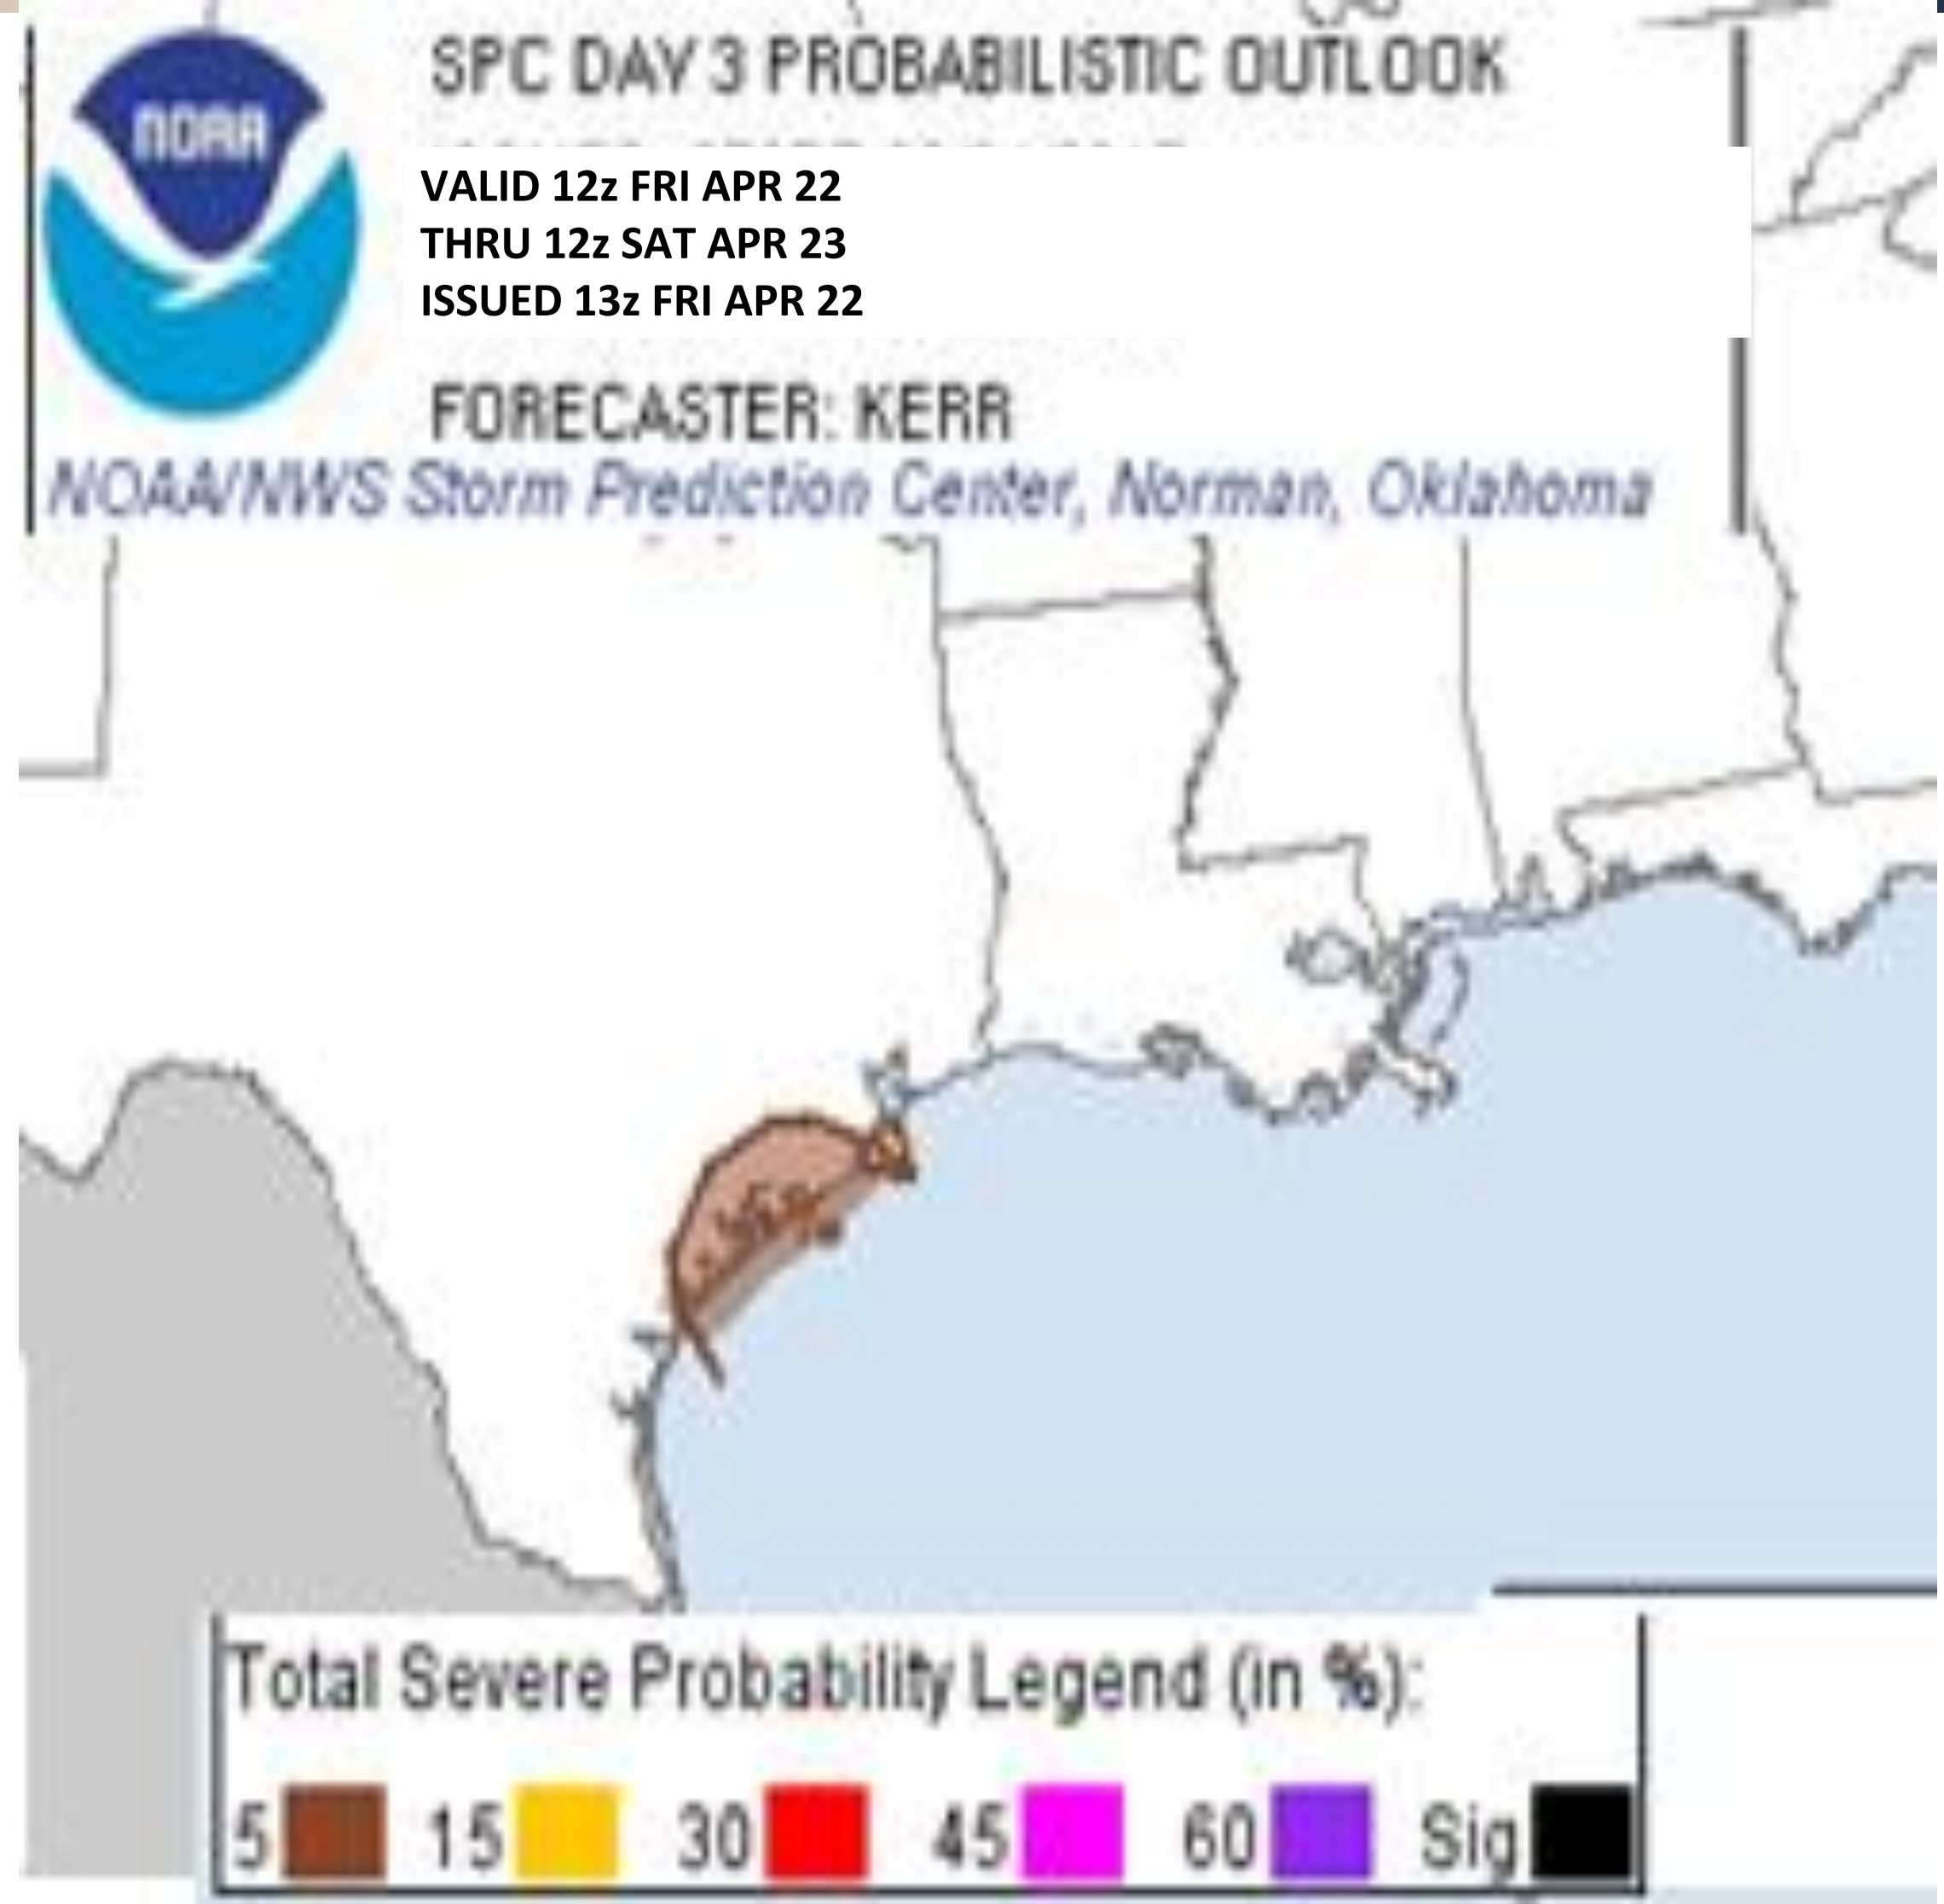 NOAA
SPC DAY 3 PROBABILISTIC OUTLOOK
VALID 12z FRI APR 22
THRU 12z SAT APR 23
ISSUED 13z FRI APR 22
FORECASTER: KERR
NOAA/NWS Storm Prediction Center, Norman, Oklahoma
Total Severe Probability Legend (in %):
5 15 30 45 60 Sig